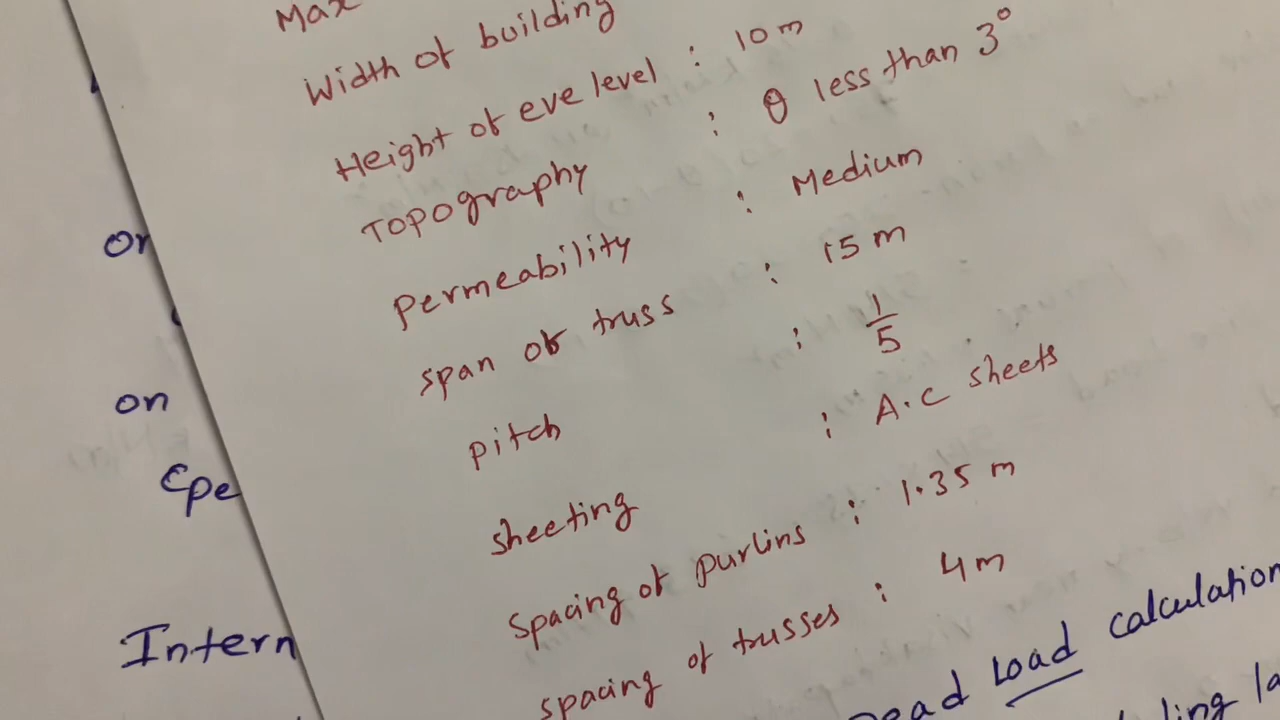 Max
Width of building
Height of eve level : 10 m
Topography : θ less than 3°
permeability : Medium
span of truss : 15 m
pitch : 1/5
sheeting : A.C sheets
spacing of purlins : 1.35 m
spacing of trusses : 4 m
Load calculation
on
Cpe
Intern